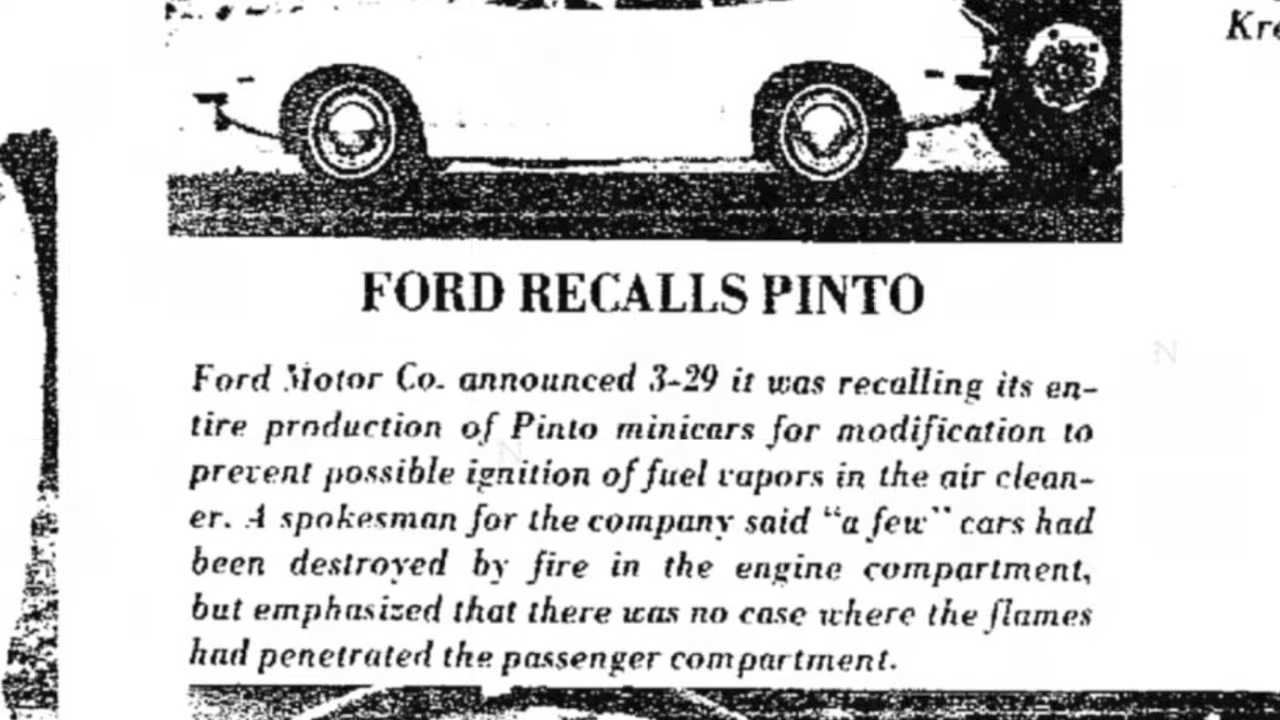 Kre
FORD RECALLS PINTO
Ford Motor Co. announced 3-29 it was recalling its en-
tire production of Pinto minicars for modification to
prevent possible ignition of fuel vapors in the air clean-
er. A spokesman for the company said “a few” cars had
been destroyed by fire in the engine compartment,
but emphasized that there was no case where the flames
had penetrated the passenger compartment.